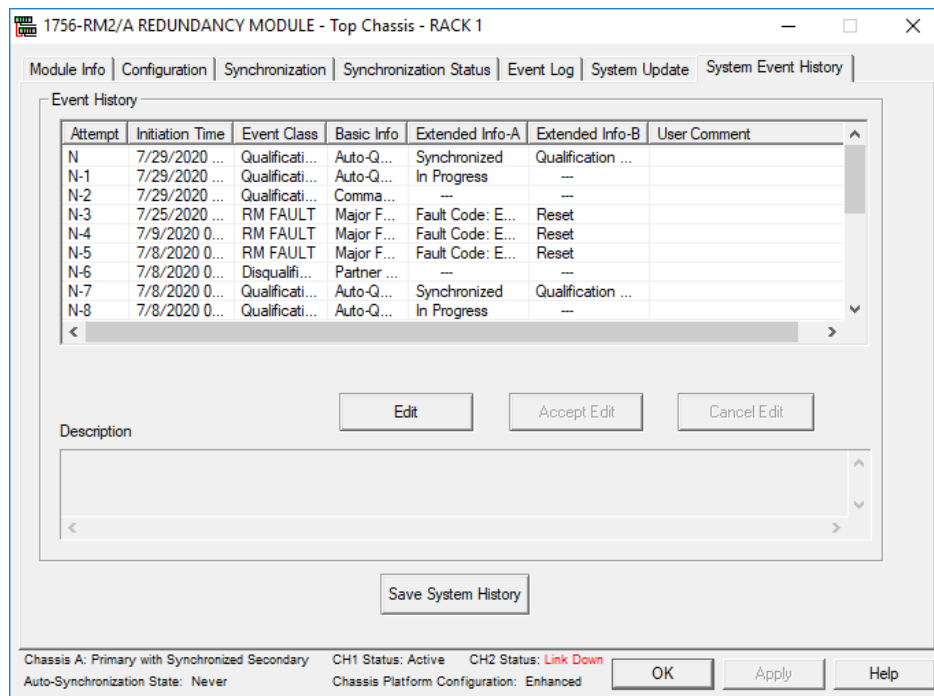 1756-RM2/A REDUNDANCY MODULE - Top Chassis - RACK 1
Module Info Configuration Synchronization Synchronization Status Event Log System Update System Event History
Event History
Attempt Initiation Time Event Class Basic Info Extended Info-A Extended Info-B User Comment
N 7/29/2020 ... Qualificati... Auto-Q... Synchronized Qualification ...
N-1 7/29/2020 ... Qualificati... Auto-Q... In Progress ---
N-2 7/29/2020 ... Qualificati... Comma... --- ---
N-3 7/25/2020 ... RM FAULT Major F... Fault Code: E... Reset
N-4 7/9/2020 0... RM FAULT Major F... Fault Code: E... Reset
N-5 7/8/2020 0... RM FAULT Major F... Fault Code: E... Reset
N-6 7/8/2020 0... Disqualifi... Partner ... --- ---
N-7 7/8/2020 0... Qualificati... Auto-Q... Synchronized Qualification ...
N-8 7/8/2020 0... Qualificati... Auto-Q... In Progress ---
Edit Accept Edit Cancel Edit
Description
Save System History
Chassis A: Primary with Synchronized Secondary CH1 Status: Active CH2 Status: Link Down
Auto-Synchronization State: Never Chassis Platform Configuration: Enhanced
OK Apply Help